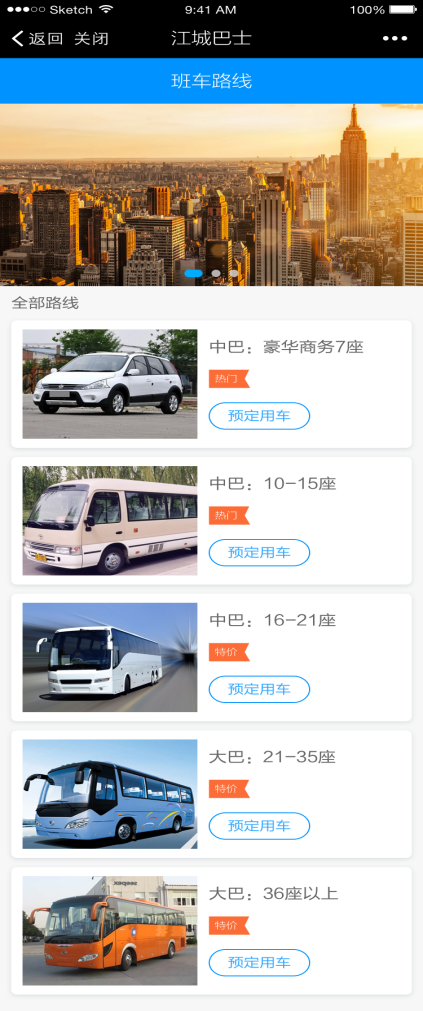 ●●●○○ Sketch 9:41 AM 100%
返回 关闭 江城巴士 •••
班车路线
全部路线
中巴：豪华商务7座
热门
预定用车
中巴：10-15座
热门
预定用车
中巴：16-21座
特价
预定用车
大巴：21-35座
特价
预定用车
大巴：36座以上
特价
预定用车